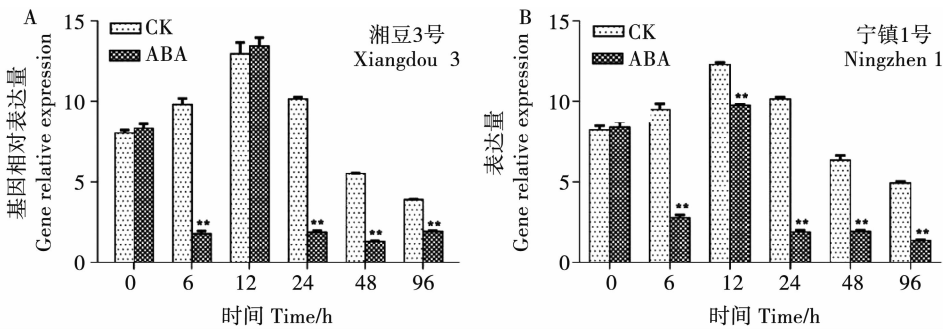 A
15
10
5
0
基因相对表达量
Gene relative expression
CK
ABA
湘豆3号
Xiangdou 3
**
**
**
**
0 6 12 24 48 96
时间 Time/h
B
15
10
5
0
表达量
Gene relative expression
CK
ABA
宁镇1号
Ningzhen 1
**
**
**
**
**
0 6 12 24 48 96
时间 Time/h